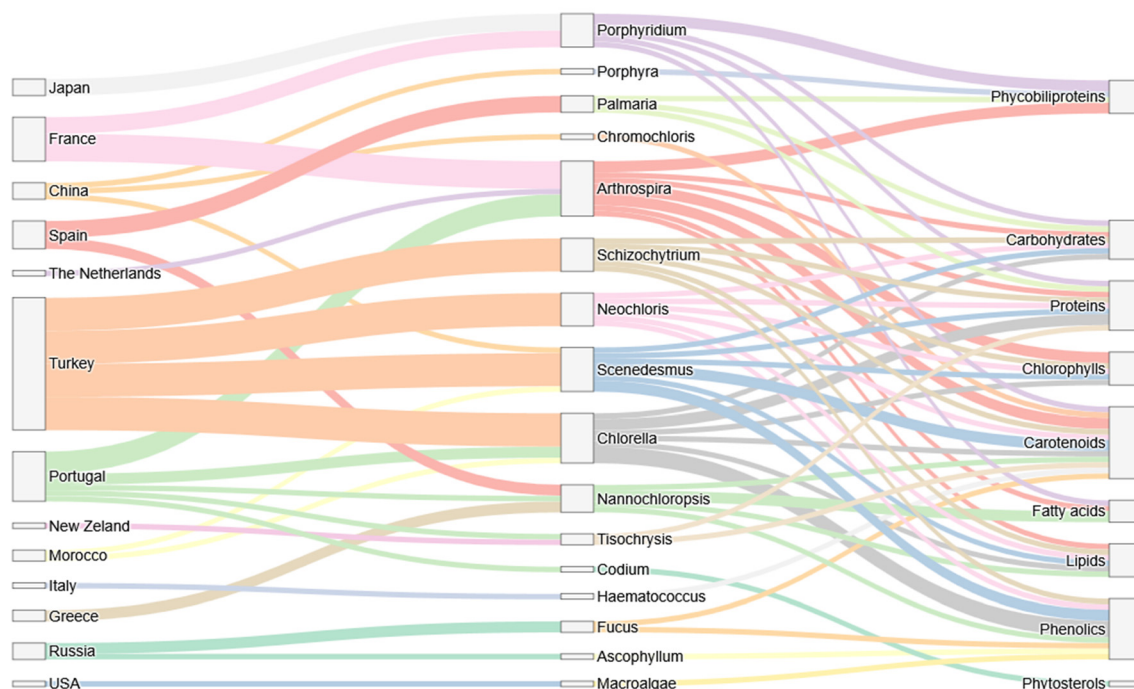 Japan
France
China
Spain
The Netherlands
Turkey
Portugal
New Zeland
Morocco
Italy
Greece
Russia
USA
Porphyridium
Porphyra
Palmaria
Chromochloris
Arthrospira
Schizochytrium
Neochloris
Scenedesmus
Chlorella
Nannochloropsis
Tisochrysis
Codium
Haematococcus
Fucus
Ascophyllum
Macroalgae
Phycobiliproteins
Carbohydrates
Proteins
Chlorophylls
Carotenoids
Fatty acids
Lipids
Phenolics
Phytosterols